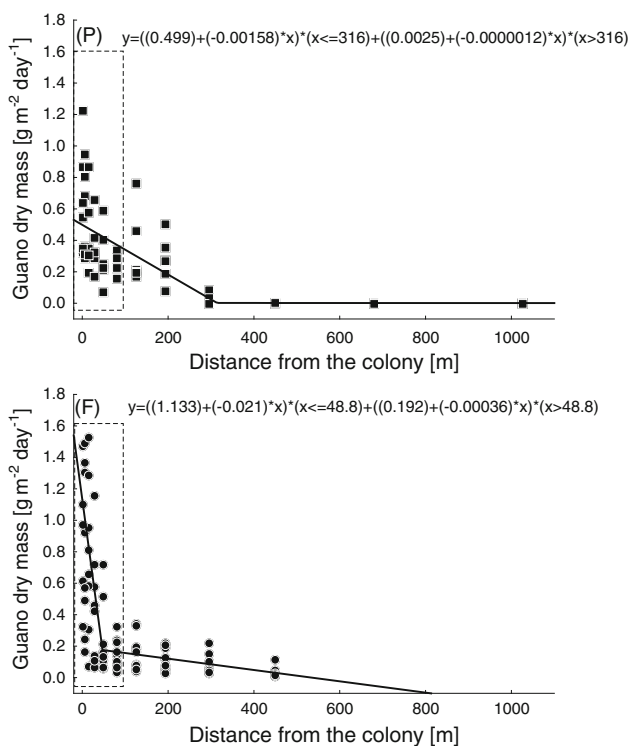 (P) y=((0.499)+(-0.00158)*x)*(x<=316)+((0.0025)+(-0.0000012)*x)*(x>316)
Guano dry mass [g m-2 day-1]
1.8
1.6
1.4
1.2
1.0
0.8
0.6
0.4
0.2
0.0
0 200 400 600 800 1000
Distance from the colony [m]
(F) y=((1.133)+(-0.021)*x)*(x<=48.8)+((0.192)+(-0.00036)*x)*(x>48.8)
Guano dry mass [g m-2 day-1]
1.8
1.6
1.4
1.2
1.0
0.8
0.6
0.4
0.2
0.0
0 200 400 600 800 1000
Distance from the colony [m]